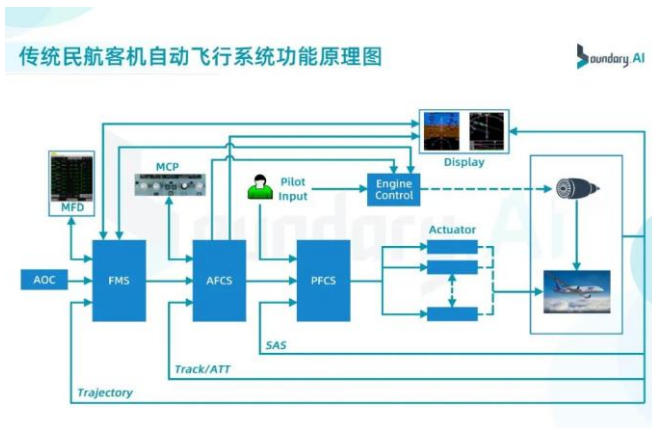 传统民航客机自动飞行系统功能原理图
Boundary.AI
Display
MCP
Pilot
Input
Engine
Control
MFD
Actuator
AOC
FMS
AFCS
PFCS
SAS
Track/ATT
Trajectory